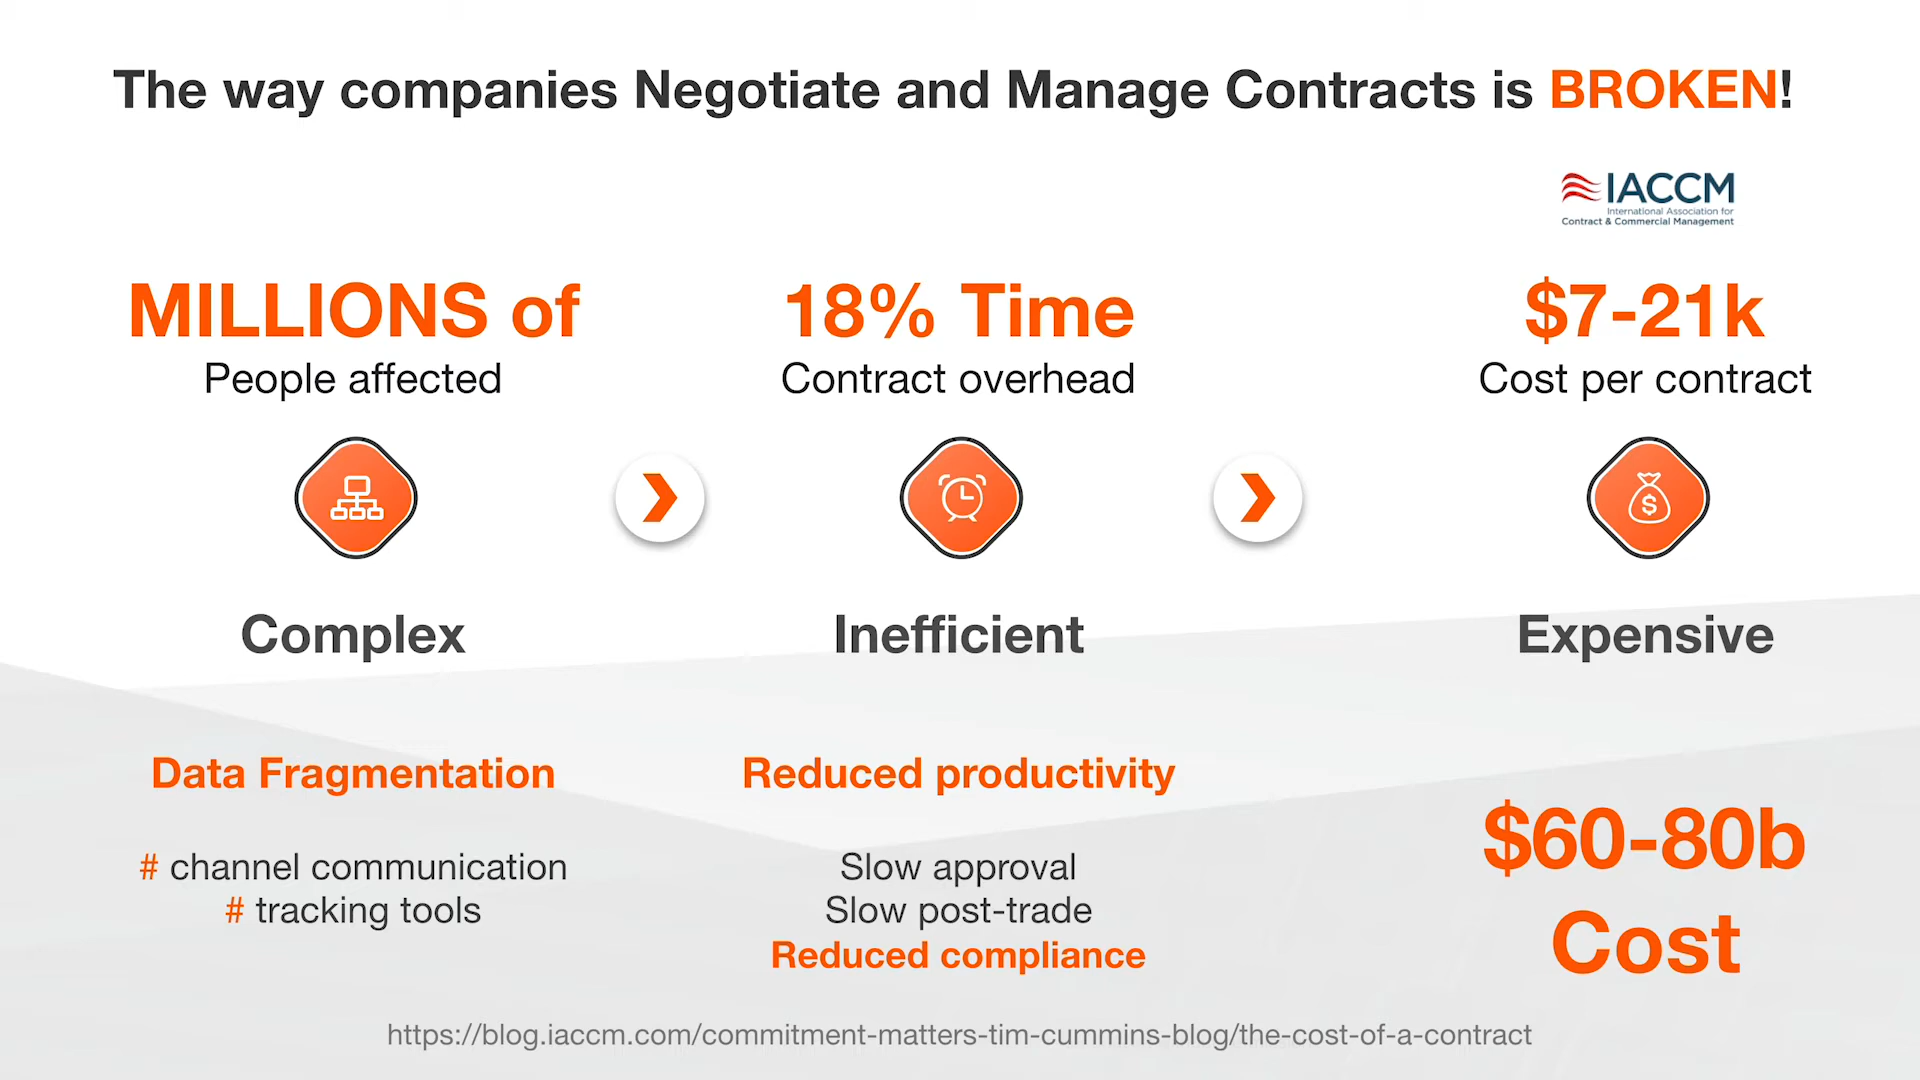 The way companies Negotiate and Manage Contracts is BROKEN!
IACCM
International Association for
Contract & Commercial Management
MILLIONS of
People affected
18% Time
Contract overhead
$7-21k
Cost per contract
$
Complex
Inefficient
Expensive
Data Fragmentation
# channel communication
# tracking tools
Reduced productivity
Slow approval
Slow post-trade
Reduced compliance
$60-80b
Cost
https://blog.iaccm.com/commitment-matters-tim-cummins-blog/the-cost-of-a-contract